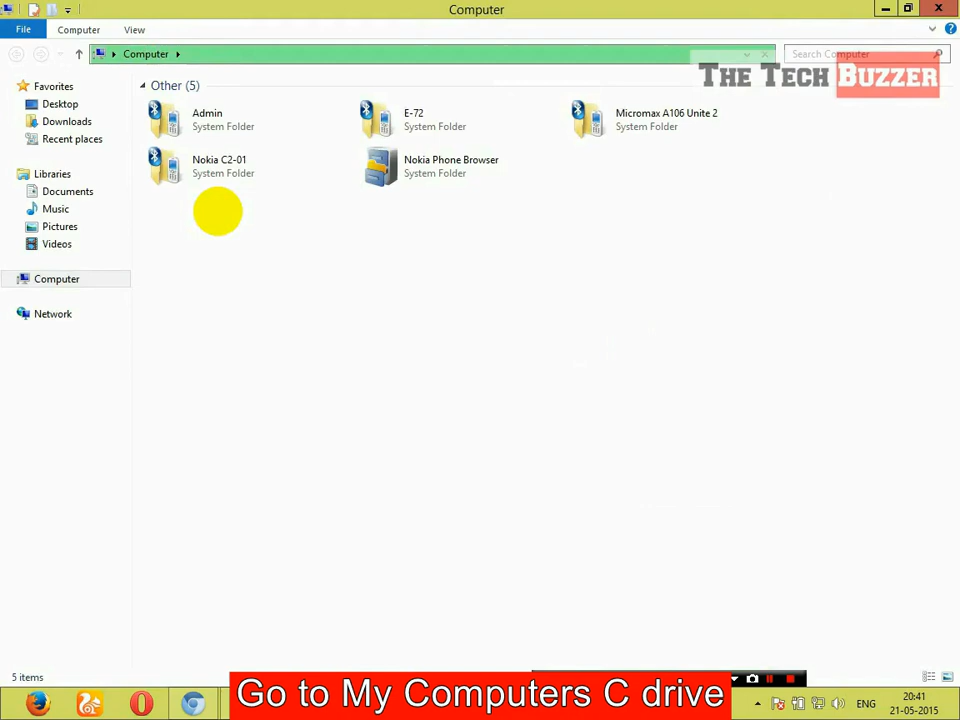 Computer
File Computer View
Computer
Search Computer
THE TECH BUZZER
Favorites
Desktop
Downloads
Recent places
Libraries
Documents
Music
Pictures
Videos
Computer
Network
Other (5)
Admin
System Folder
E-72
System Folder
Micromax A106 Unite 2
System Folder
Nokia C2-01
System Folder
Nokia Phone Browser
System Folder
5 items
Go to My Computers C drive
ENG
20:41
21-05-2015